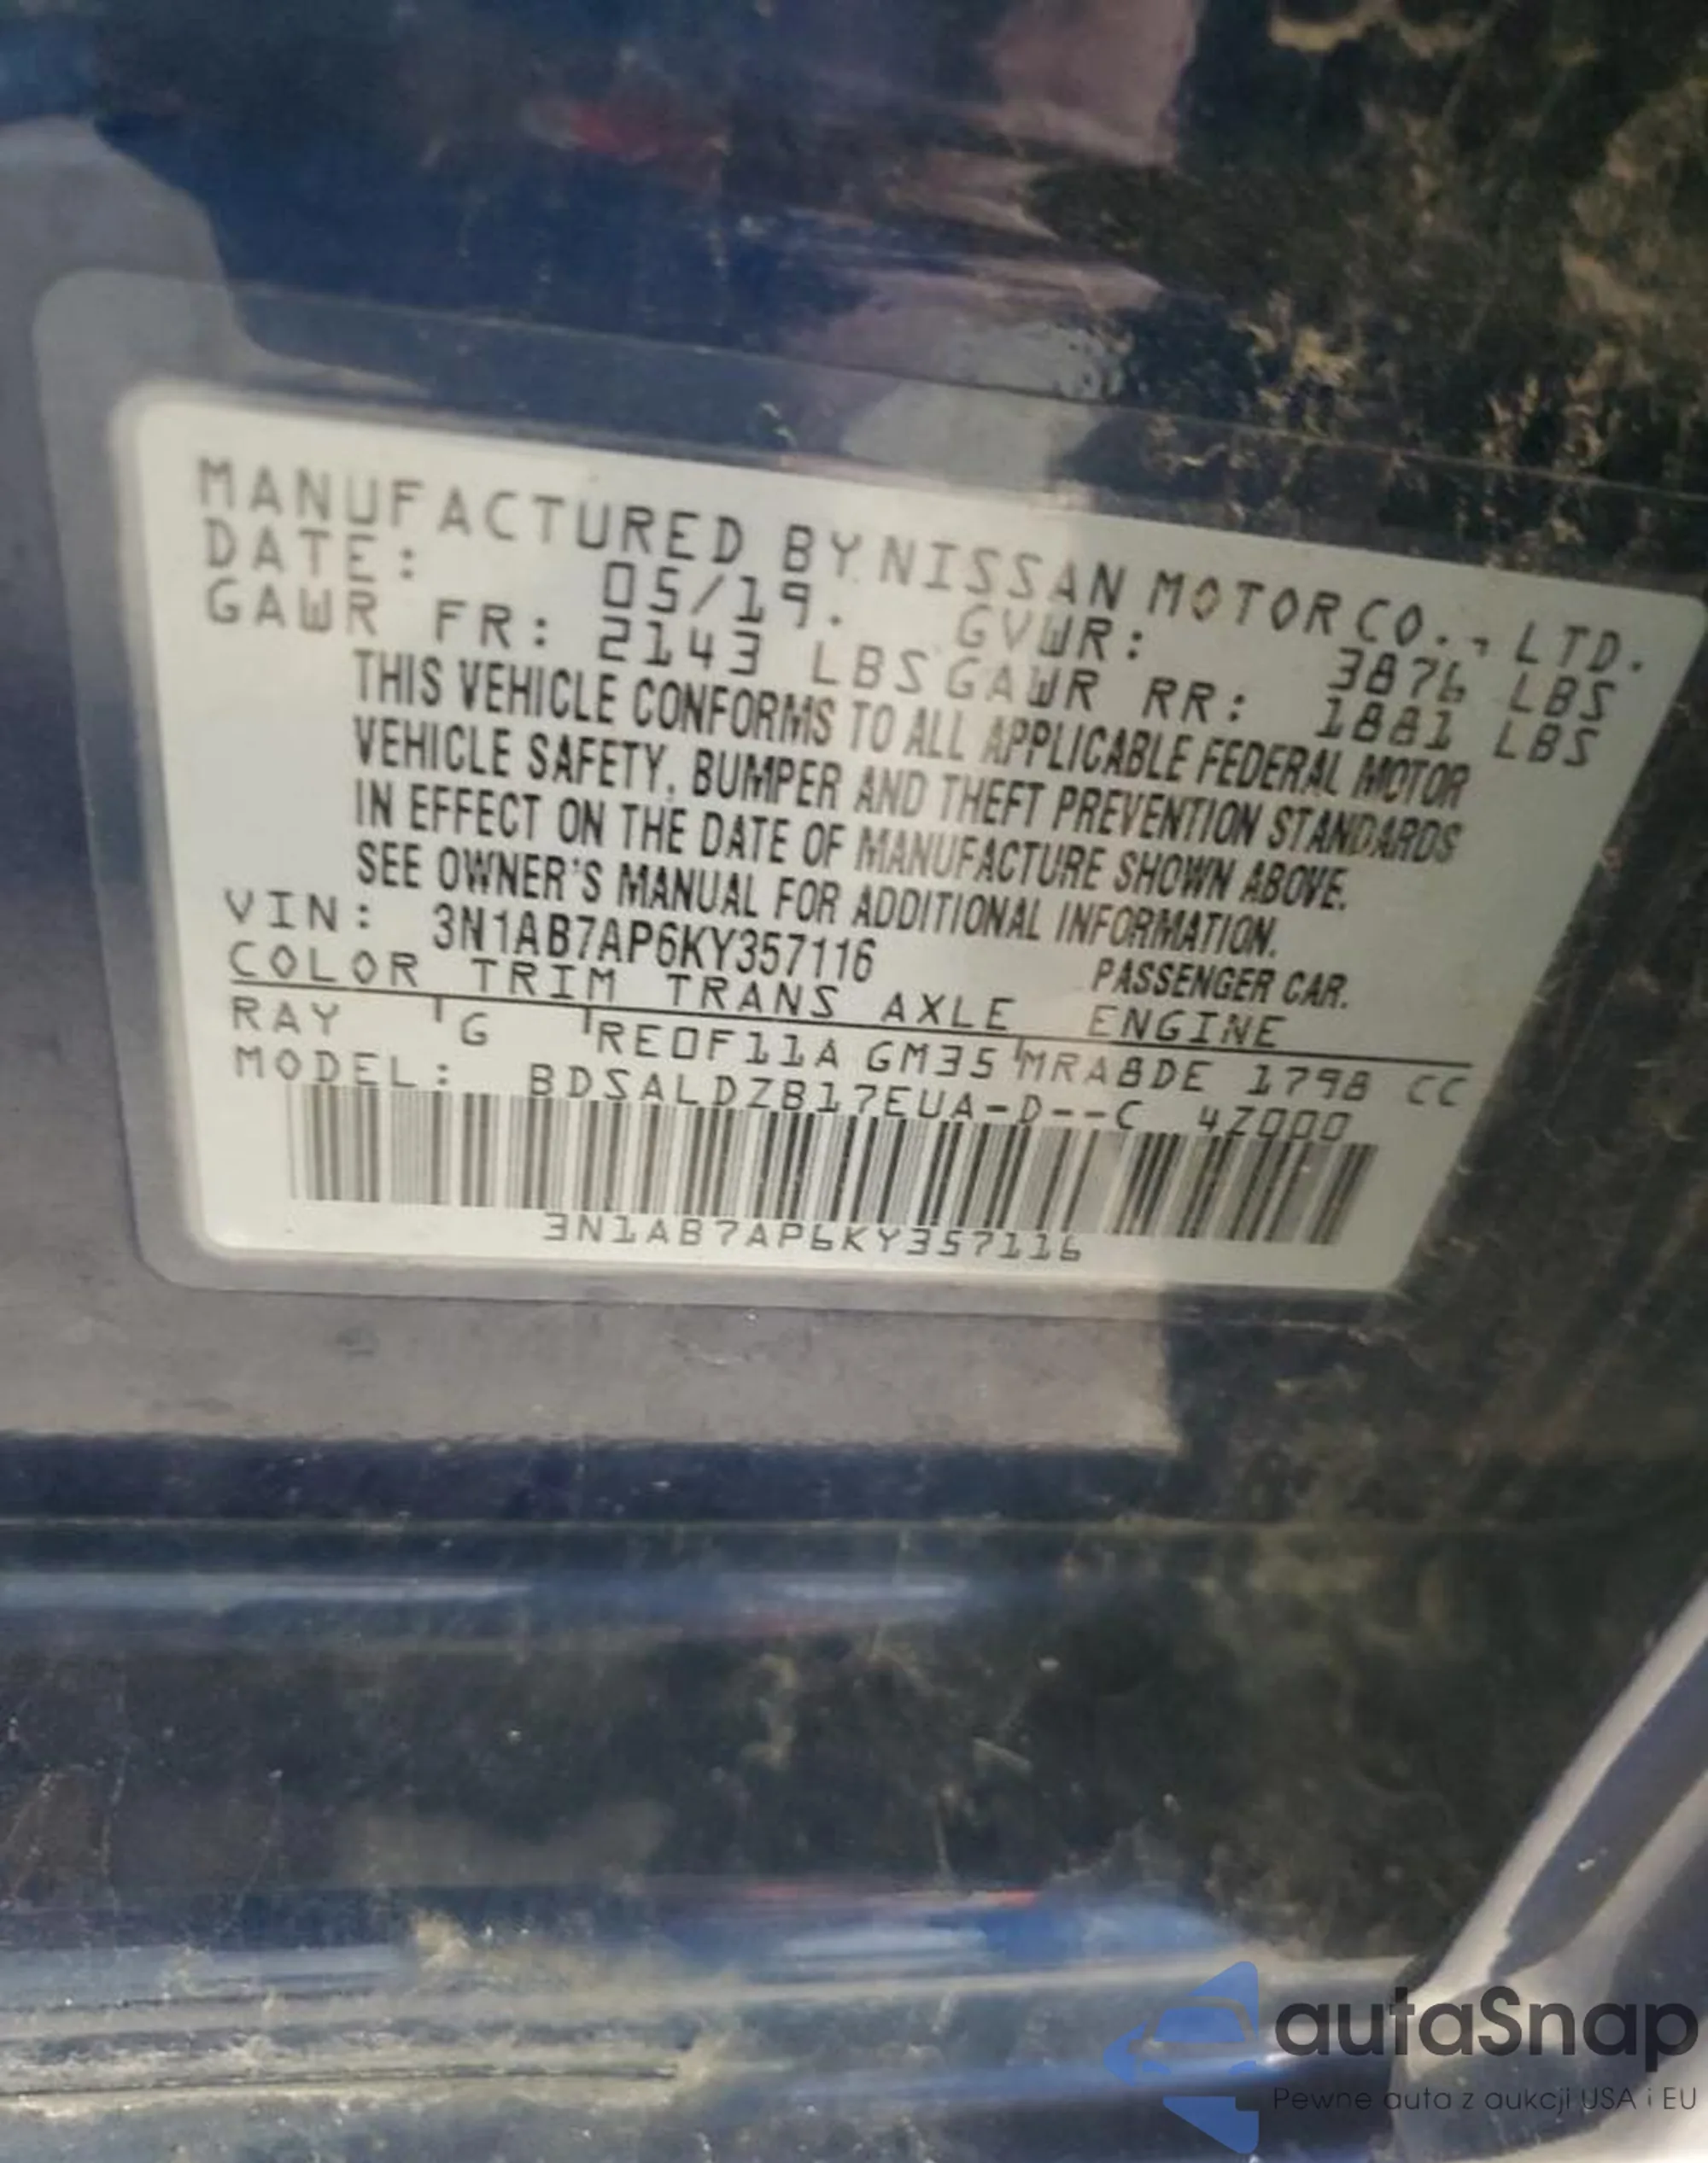 MANUFACTURED BY NISSAN MOTOR CO., LTD.
DATE: 05/19. GVWR: 3876 LBS
GAWR FR: 2143 LBS GAWR RR: 1881 LBS
THIS VEHICLE CONFORMS TO ALL APPLICABLE FEDERAL MOTOR
VEHICLE SAFETY, BUMPER AND THEFT PREVENTION STANDARDS
IN EFFECT ON THE DATE OF MANUFACTURE SHOWN ABOVE.
SEE OWNER'S MANUAL FOR ADDITIONAL INFORMATION.
VIN: 3N1AB7AP6KY357116 PASSENGER CAR.
COLOR TRIM TRANS AXLE ENGINE
RAY G RE0F11A GM35 MRA8DE 1798 CC
MODEL: BDSALDZB17EUA-D--C 4Z000
3N1AB7AP6KY357116
autaSnap
Pewne auta z aukcji USA i EU